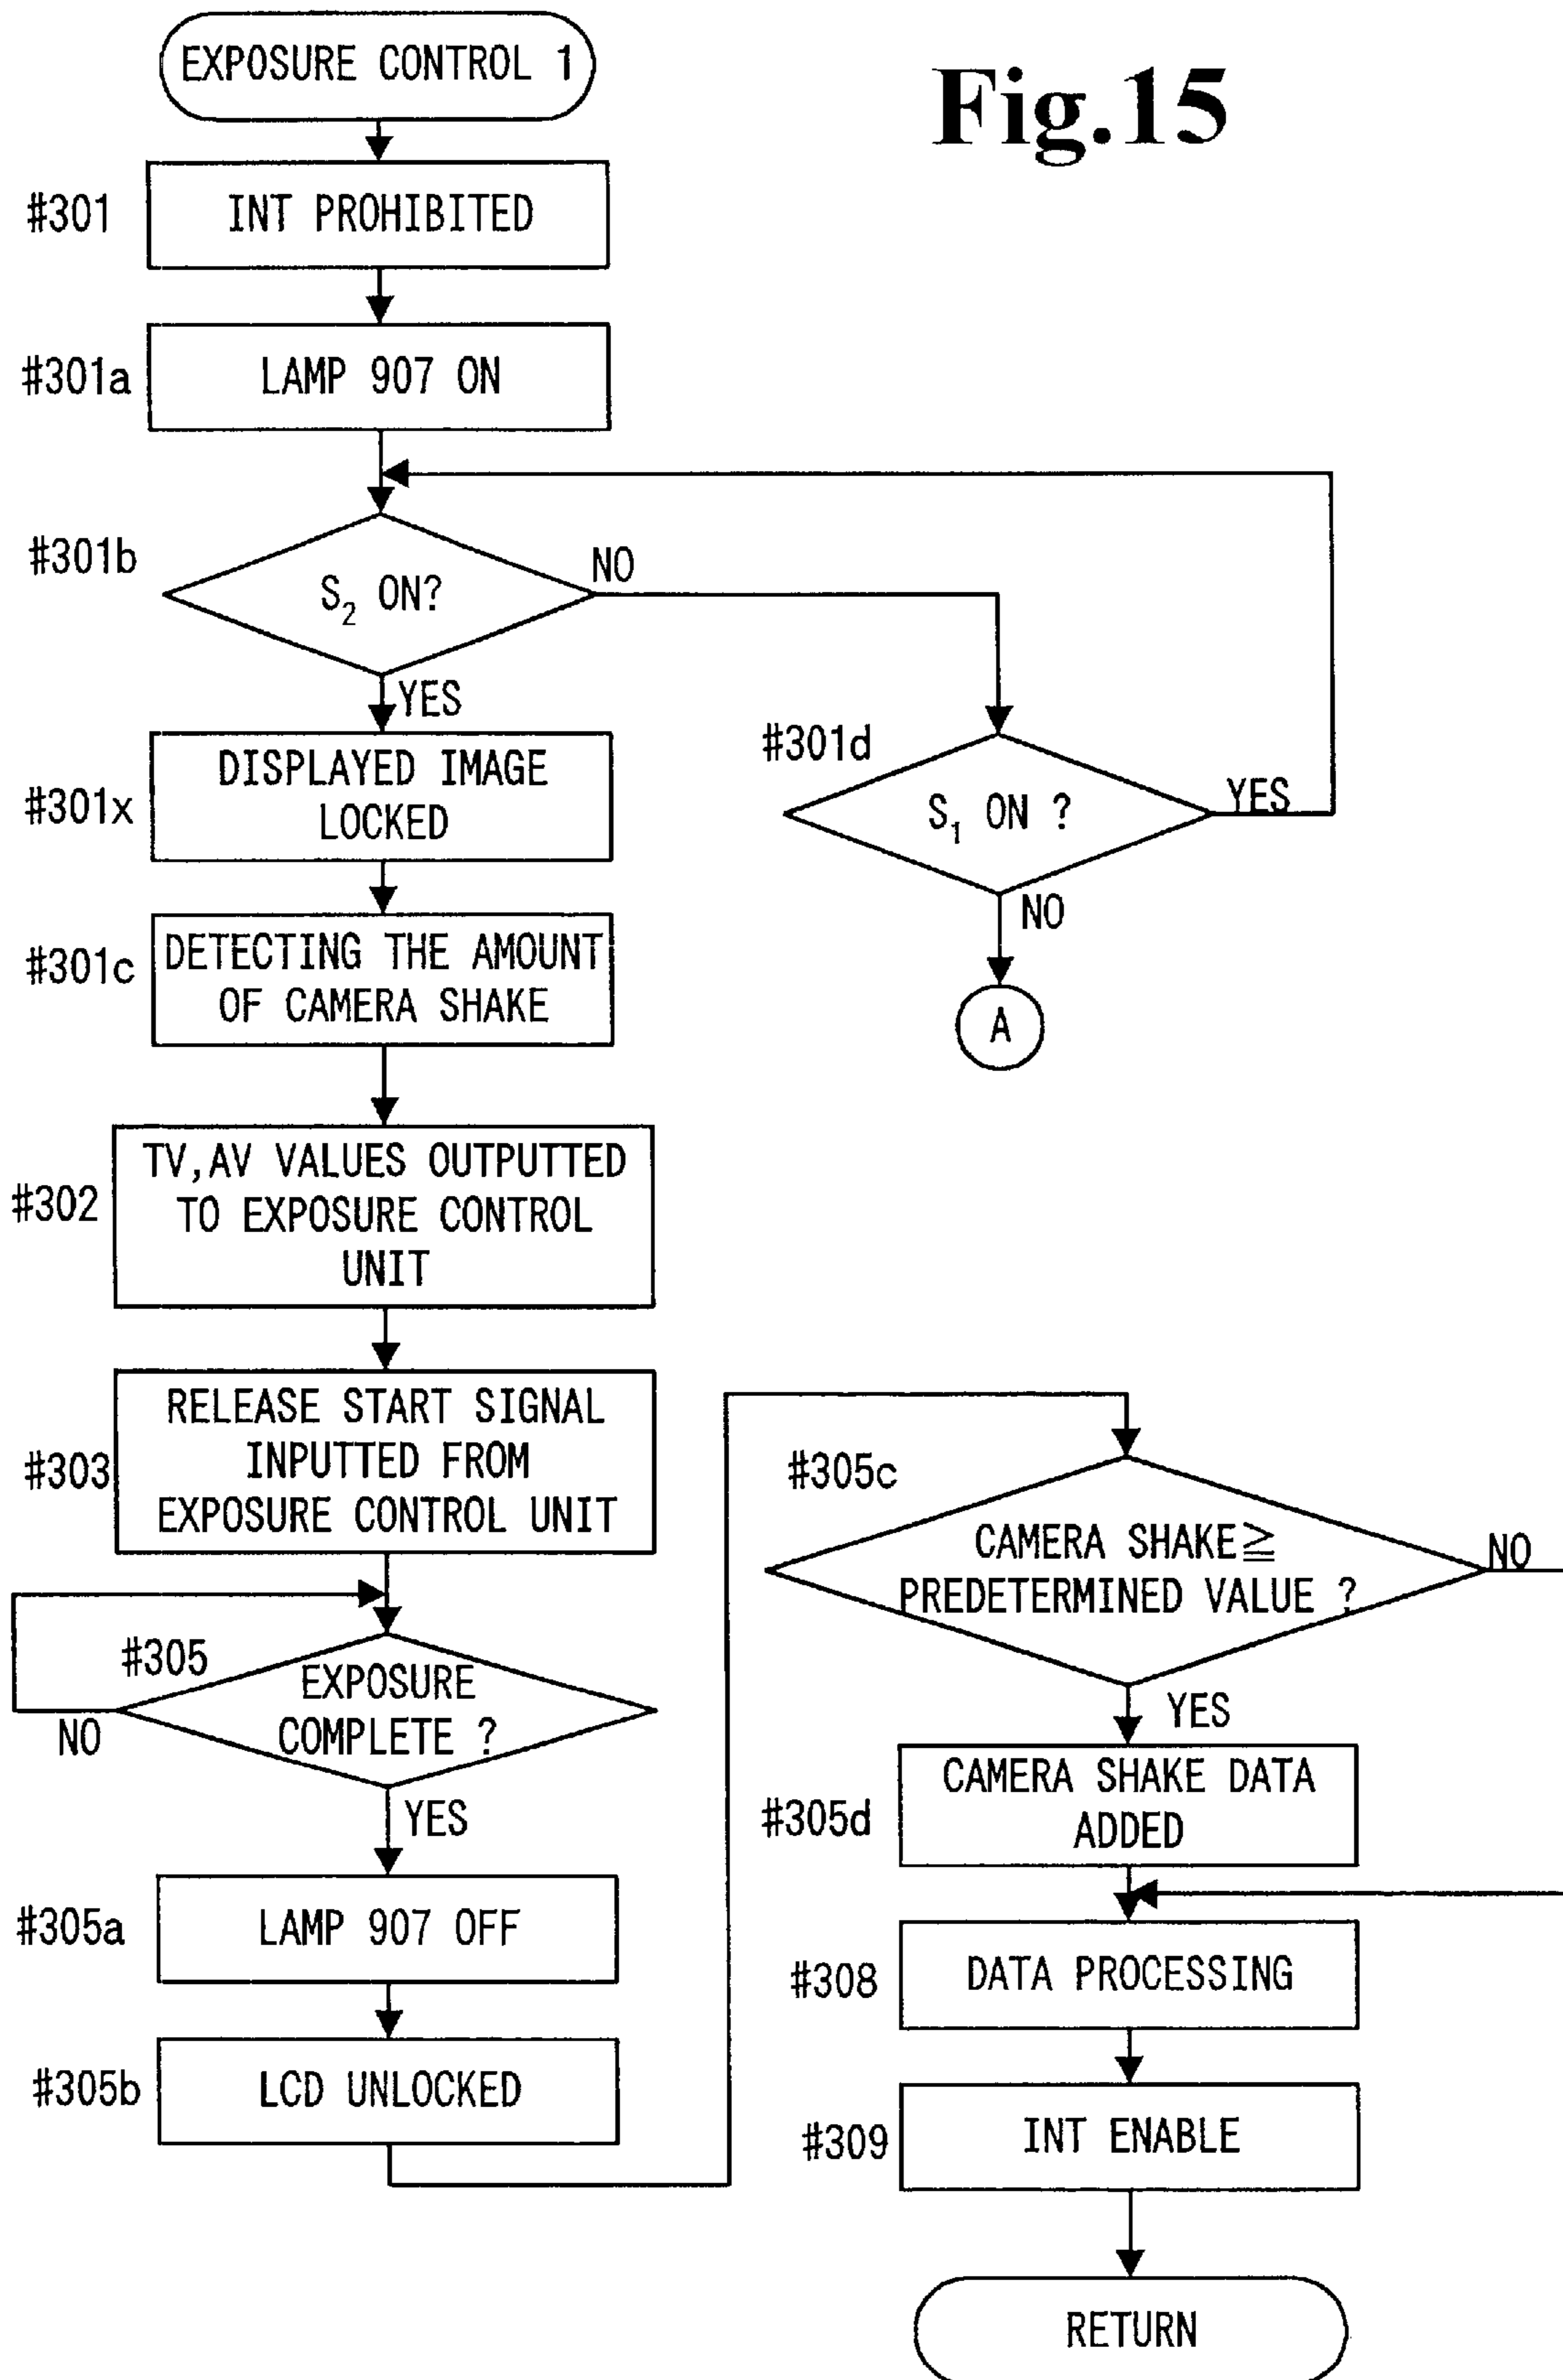 EXPOSURE CONTROL 1
Fig.15
#301
INT PROHIBITED
#301a
LAMP 907 ON
#301b
S2 ON?
NO
YES
#301x
DISPLAYED IMAGE
LOCKED
#301d
S1 ON ?
YES
NO
A
#301c
DETECTING THE AMOUNT
OF CAMERA SHAKE
#302
TV,AV VALUES OUTPUTTED
TO EXPOSURE CONTROL
UNIT
#303
RELEASE START SIGNAL
INPUTTED FROM
EXPOSURE CONTROL UNIT
#305
EXPOSURE
COMPLETE ?
NO
YES
#305a
LAMP 907 OFF
#305b
LCD UNLOCKED
#305c
CAMERA SHAKE≧
PREDETERMINED VALUE ?
NO
YES
#305d
CAMERA SHAKE DATA
ADDED
#308
DATA PROCESSING
#309
INT ENABLE
RETURN